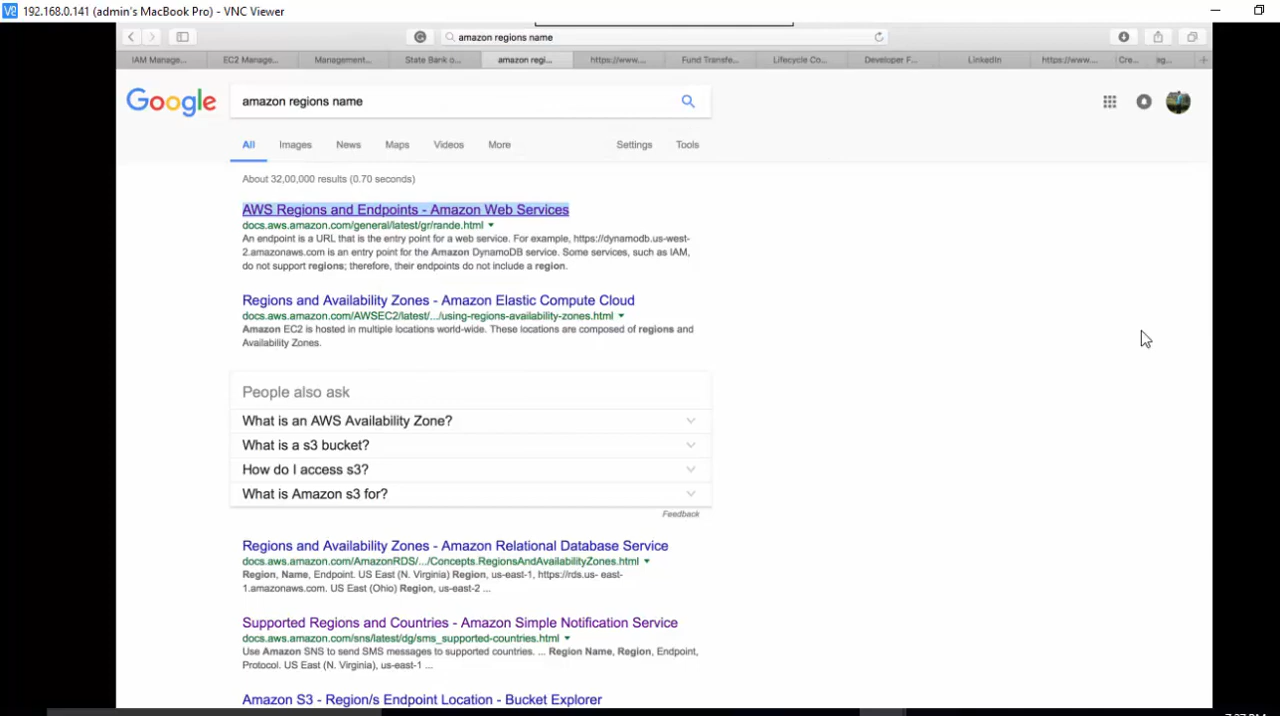 192.168.0.141 (admin's MacBook Pro) - VNC Viewer
amazon regions name
IAM Manage...
EC2 Manage...
Management...
State Bank o...
amazon regi...
https://www....
Fund Transfe...
Lifecycle Co...
Developer F...
LinkedIn
https://www....
Cre...
Google
amazon regions name
All
Images
News
Maps
Videos
More
Settings
Tools
About 32,00,000 results (0.70 seconds)
AWS Regions and Endpoints - Amazon Web Services
docs.aws.amazon.com/general/latest/gr/rande.html
An endpoint is a URL that is the entry point for a web service. For example, https://dynamodb.us-west-
2.amazonaws.com is an entry point for the Amazon DynamoDB service. Some services, such as IAM,
do not support regions; therefore, their endpoints do not include a region.
Regions and Availability Zones - Amazon Elastic Compute Cloud
docs.aws.amazon.com/AWSEC2/latest/.../using-regions-availability-zones.html
Amazon EC2 is hosted in multiple locations world-wide. These locations are composed of regions and
Availability Zones.
People also ask
What is an AWS Availability Zone?
What is a s3 bucket?
How do I access s3?
What is Amazon s3 for?
Feedback
Regions and Availability Zones - Amazon Relational Database Service
docs.aws.amazon.com/AmazonRDS/.../Concepts.RegionsAndAvailabilityZones.html
Region, Name, Endpoint. US East (N. Virginia) Region, us-east-1, https://rds.us- east-
1.amazonaws.com. US East (Ohio) Region, us-east-2 ...
Supported Regions and Countries - Amazon Simple Notification Service
docs.aws.amazon.com/sns/latest/dg/sms_supported-countries.html
Use Amazon SNS to send SMS messages to supported countries. ... Region Name, Region, Endpoint,
Protocol. US East (N. Virginia), us-east-1 ...
Amazon S3 - Region/s Endpoint Location - Bucket Explorer